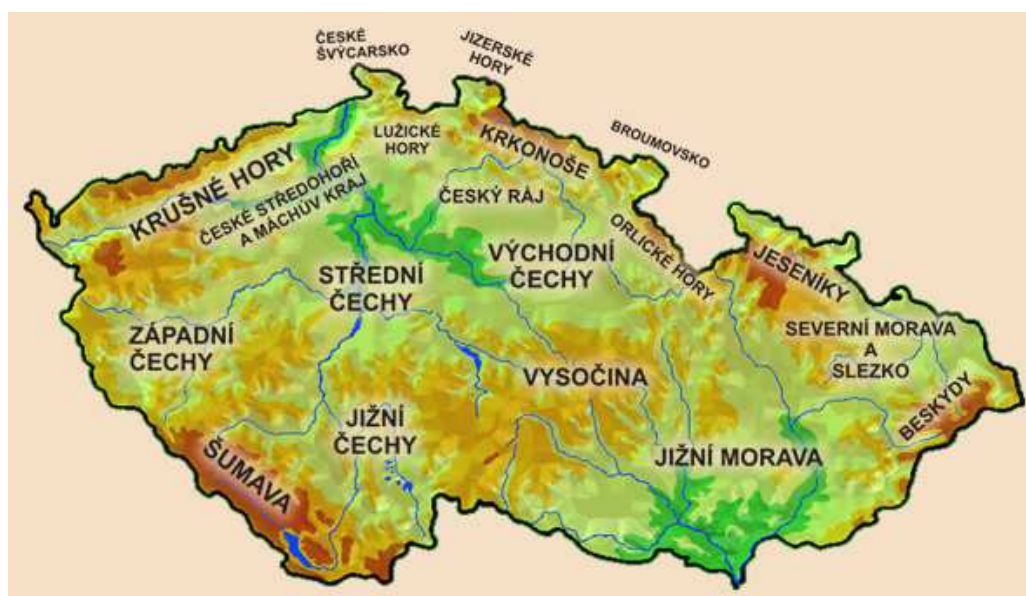 ČESKÉ
ŠVÝCARSKO
JIZERSKÉ
HORY
LUŽICKÉ
HORY
KRKONOŠE
BROUMOVSKO
KRUŠNÉ HORY
ČESKÉ STŘEDOHOŘÍ
A MÁCHŮV KRAJ
ČESKÝ RÁJ
ORLICKÉ HORY
STŘEDNÍ
ČECHY
VÝCHODNÍ
ČECHY
JESENÍKY
ZÁPADNÍ
ČECHY
SEVERNÍ MORAVA
A
SLEZKO
VYSOČINA
BESKYDY
JIŽNÍ
ČECHY
JIŽNÍ MORAVA
ŠUMAVA